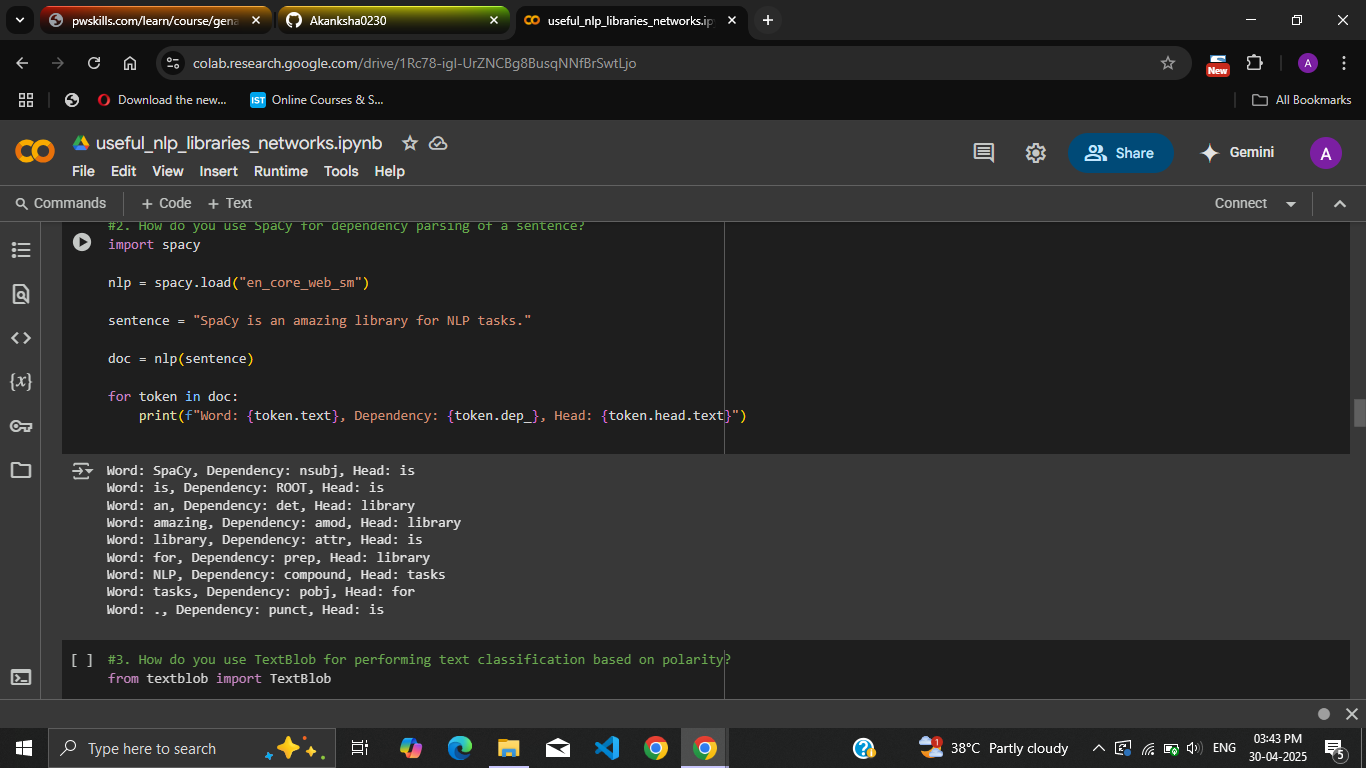 pwskills.com/learn/course/gena
Akanksha0230
useful_nlp_libraries_networks.ip
colab.research.google.com/drive/1Rc78-igI-UrZNCBg8BusqNNfBrSwtLjo
New
A
Download the new...
IST
Online Courses & S...
All Bookmarks
useful_nlp_libraries_networks.ipynb
File Edit View Insert Runtime Tools Help
Share
Gemini
A
Commands + Code + Text
Connect
#2. How do you use SpaCy for dependency parsing of a sentence?
import spacy
nlp = spacy.load("en_core_web_sm")
sentence = "SpaCy is an amazing library for NLP tasks."
doc = nlp(sentence)
for token in doc:
    print(f"Word: {token.text}, Dependency: {token.dep_}, Head: {token.head.text}")
Word: SpaCy, Dependency: nsubj, Head: is
Word: is, Dependency: ROOT, Head: is
Word: an, Dependency: det, Head: library
Word: amazing, Dependency: amod, Head: library
Word: library, Dependency: attr, Head: is
Word: for, Dependency: prep, Head: library
Word: NLP, Dependency: compound, Head: tasks
Word: tasks, Dependency: pobj, Head: for
Word: ., Dependency: punct, Head: is
[ ] #3. How do you use TextBlob for performing text classification based on polarity?
from textblob import TextBlob
Type here to search
1
38°C Partly cloudy
ENG
03:43 PM
30-04-2025
5